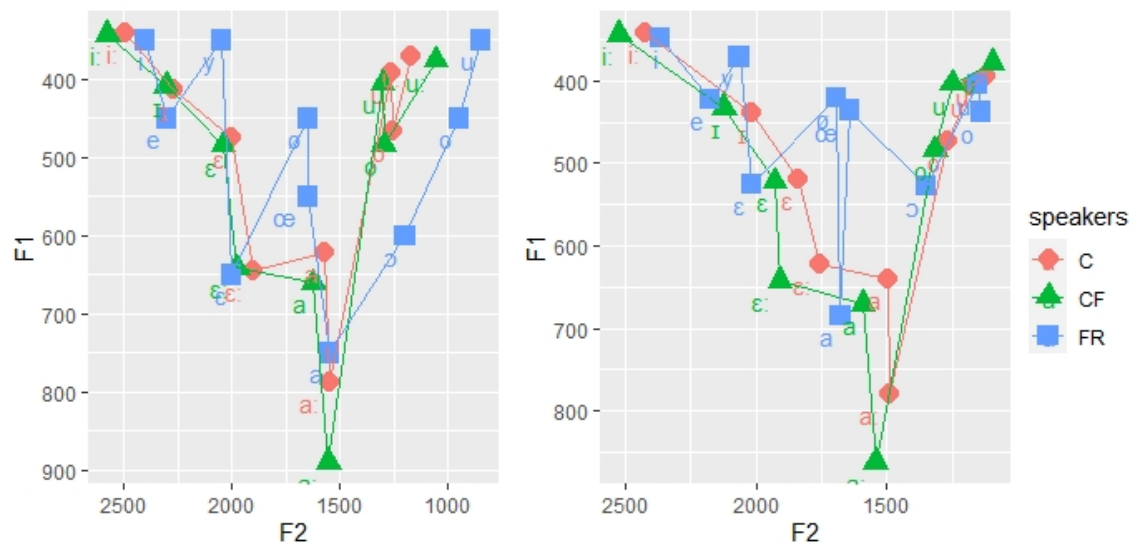 400
500
600
700
800
900
F1
2500
2000
1500
1000
F2
iː
iː
i
y
ɪ
e
ɛ
ɛ
ɛː
ɛ
ɛː
ø
œ
a
a
a
aː
aː
u
u
uː
u
o
o
o
ɔ
400
500
600
700
800
F1
2500
2000
1500
F2
iː
iː
i
y
e
ɪ
ɪ
ɛ
ɛ
ɛ
ɛː
ɛː
ø
œ
a
a
a
aː
u
u
o
o
ɔ
speakers
C
CF
FR